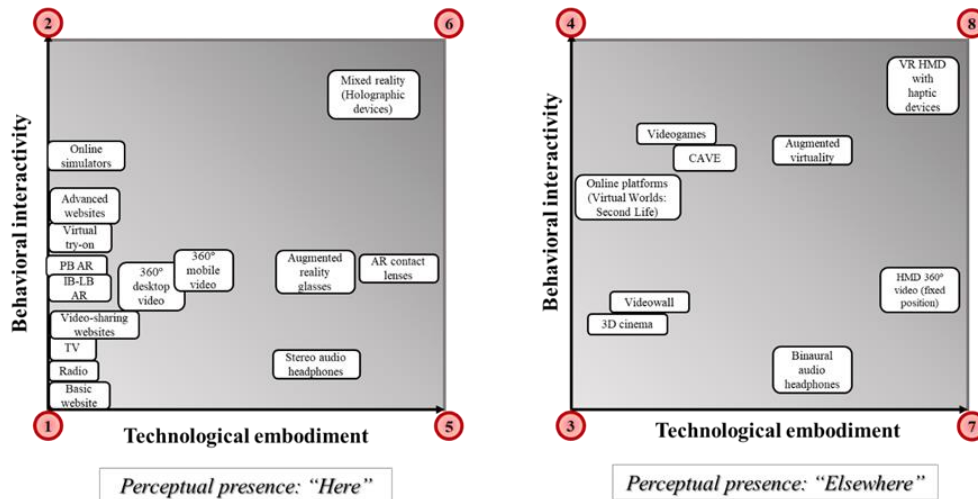 2
6
Behavioral interactivity
Mixed reality
(Holographic
devices)
Online
simulators
Advanced
websites
Virtual
try-on
PB AR
IB-LB
AR
360º
desktop
video
360º
mobile
video
Augmented
reality
glasses
AR contact
lenses
Video-sharing
websites
TV
Radio
Basic
website
Stereo audio
headphones
1
5
Technological embodiment
Perceptual presence: “Here”
4
8
Behavioral interactivity
VR HMD
with
haptic
devices
Videogames
CAVE
Augmented
virtuality
Online platforms
(Virtual Worlds:
Second Life)
HMD 360º
video (fixed
position)
Videowall
3D cinema
Binaural
audio
headphones
3
7
Technological embodiment
Perceptual presence: “Elsewhere”